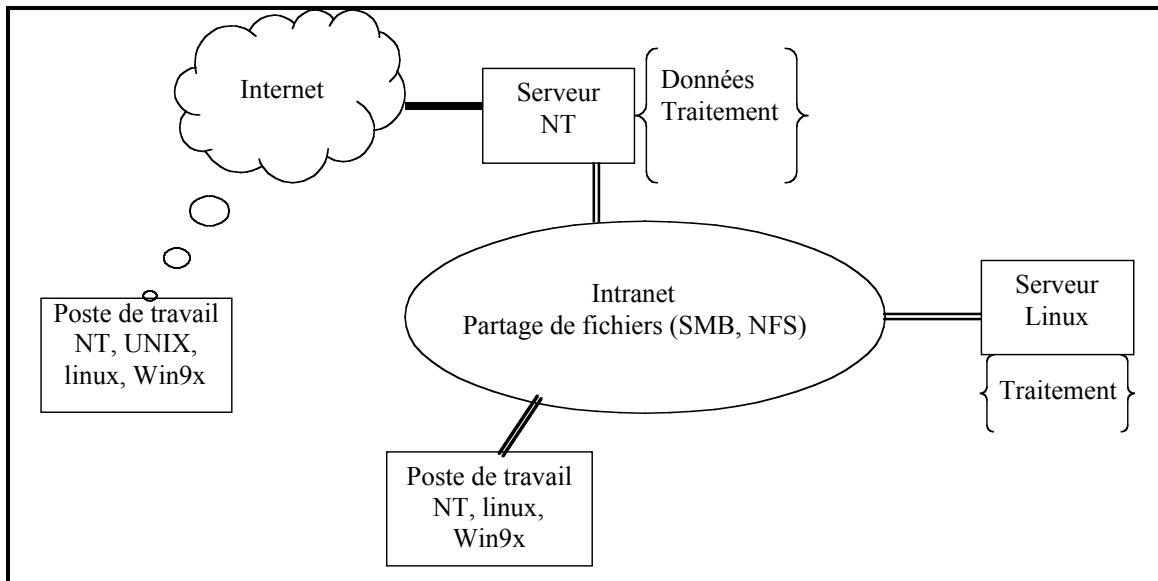 Internet
Serveur
NT
Données
Traitement
Poste de travail
NT, UNIX,
linux, Win9x
Intranet
Partage de fichiers (SMB, NFS)
Serveur
Linux
Traitement
Poste de travail
NT, linux,
Win9x